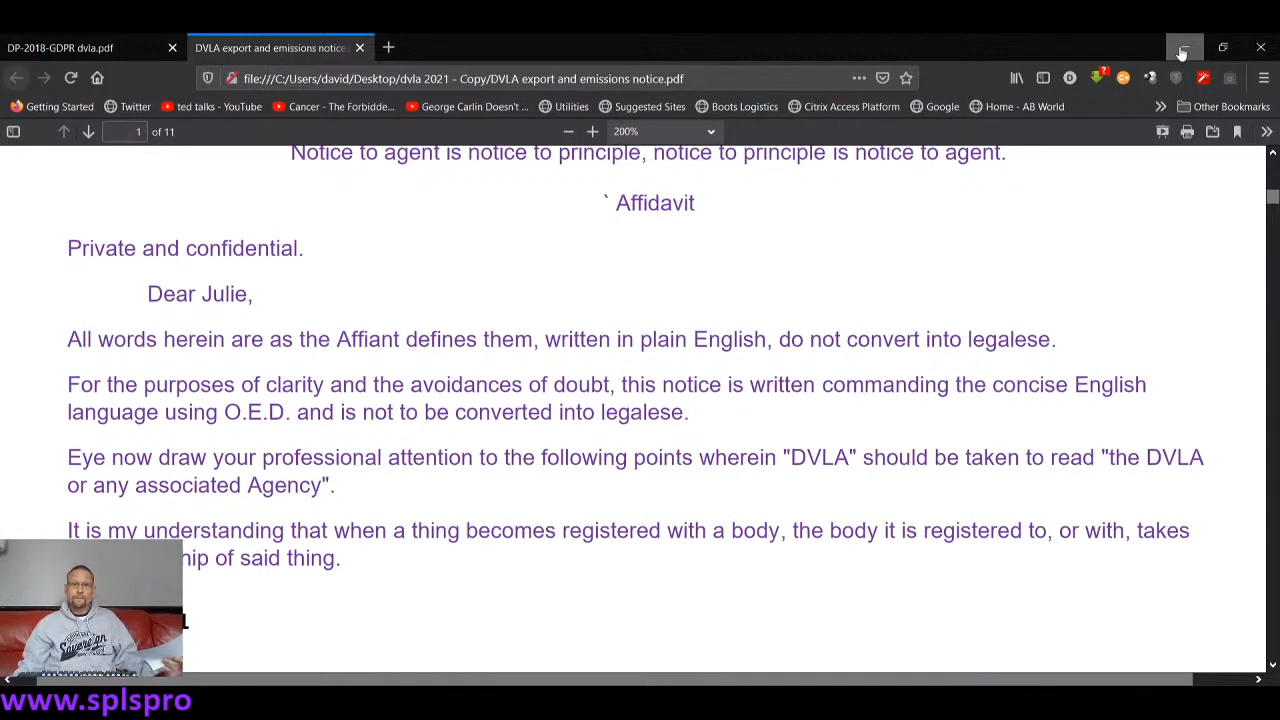 DP-2018-GDPR dvla.pdf
DVLA export and emissions notice
file:///C:/Users/david/Desktop/dvla 2021 - Copy/DVLA export and emissions notice.pdf
Getting Started Twitter ted talks - YouTube Cancer - The Forbidde... George Carlin Doesn't... Utilities Suggested Sites Boots Logistics Citrix Access Platform Google Home - AB World Other Bookmarks
1 of 11 200%
Notice to agent is notice to principle, notice to principle is notice to agent.
` Affidavit
Private and confidential.
Dear Julie,
All words herein are as the Affiant defines them, written in plain English, do not convert into legalese.
For the purposes of clarity and the avoidances of doubt, this notice is written commanding the concise English
language using O.E.D. and is not to be converted into legalese.
Eye now draw your professional attention to the following points wherein "DVLA" should be taken to read "the DVLA
or any associated Agency".
It is my understanding that when a thing becomes registered with a body, the body it is registered to, or with, takes
hip of said thing.
1
Sovereign
www.splspro